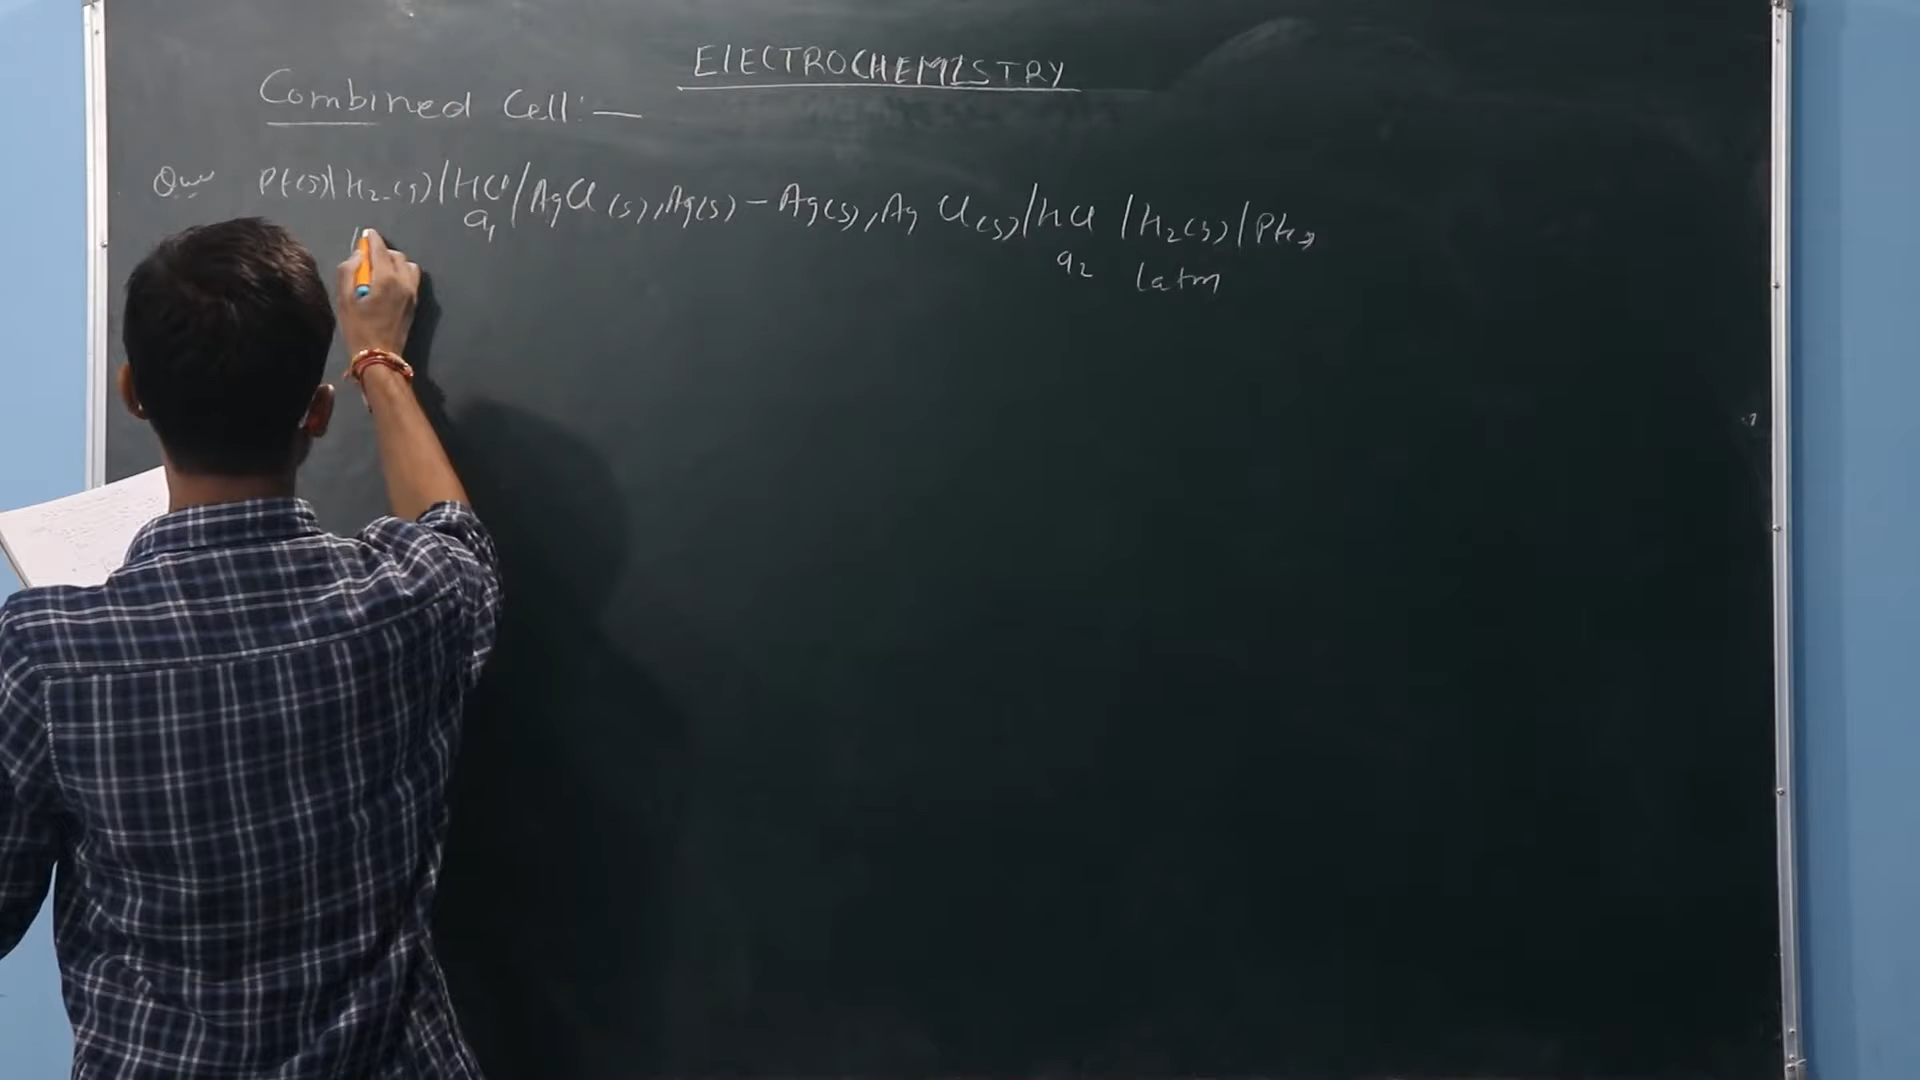 ELECTROCHEMISTRY
Combined Cell:—
Que Pt(s)|H2(g)/HCl/AgCl(s),Ag(s)-Ag(s),AgCl(s)/HCl/H2(g)/Pt(s)
a1 a2 1atm